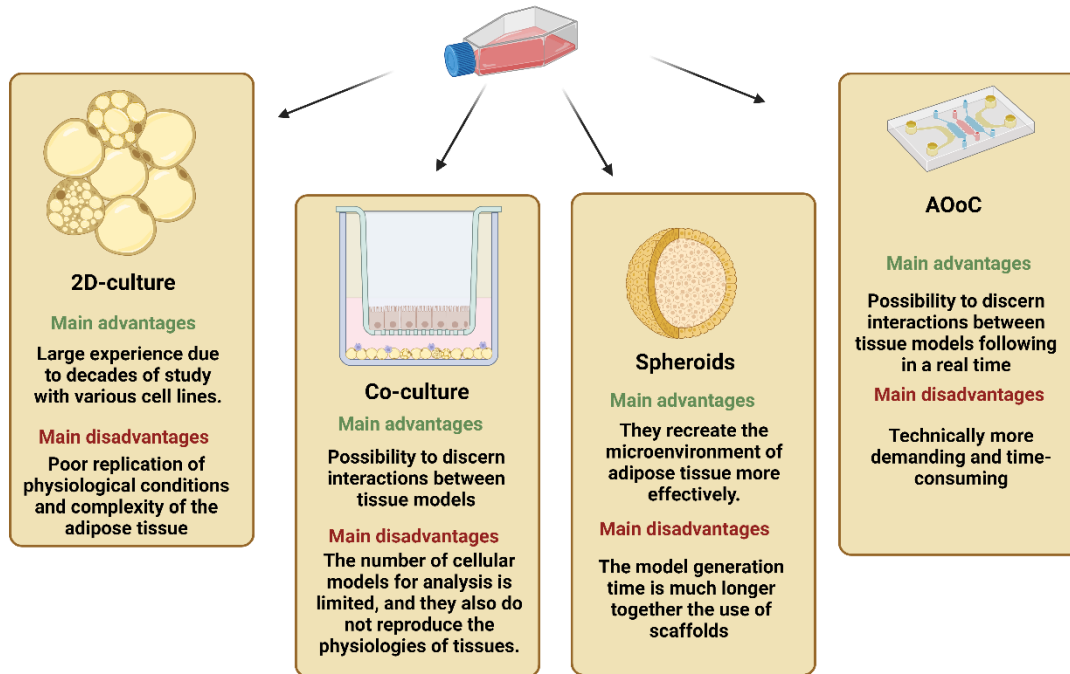 2D-culture
Main advantages
Large experience due
to decades of study
with various cell lines.
Main disadvantages
Poor replication of
physiological conditions
and complexity of the
adipose tissue
Co-culture
Main advantages
Possibility to discern
interactions between
tissue models
Main disadvantages
The number of cellular
models for analysis is
limited, and they also do
not reproduce the
physiologies of tissues.
Spheroids
Main advantages
They recreate the
microenvironment of
adipose tissue more
effectively.
Main disadvantages
The model generation
time is much longer
together the use of
scaffolds
AOoC
Main advantages
Possibility to discern
interactions between
tissue models following
in a real time
Main disadvantages
Technically more
demanding and time-
consuming